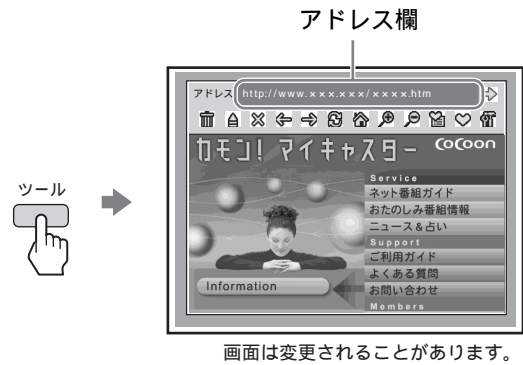 アドレス欄
アドレス http://www.×××.×××/××××.htm
カモン! マイキャスター
COCOON
Service
ネット番組ガイド
おたのしみ番組情報
ニュース&占い
Support
ご利用ガイド
よくある質問
お問い合わせ
Members
Information
ツール
画面は変更されることがあります。